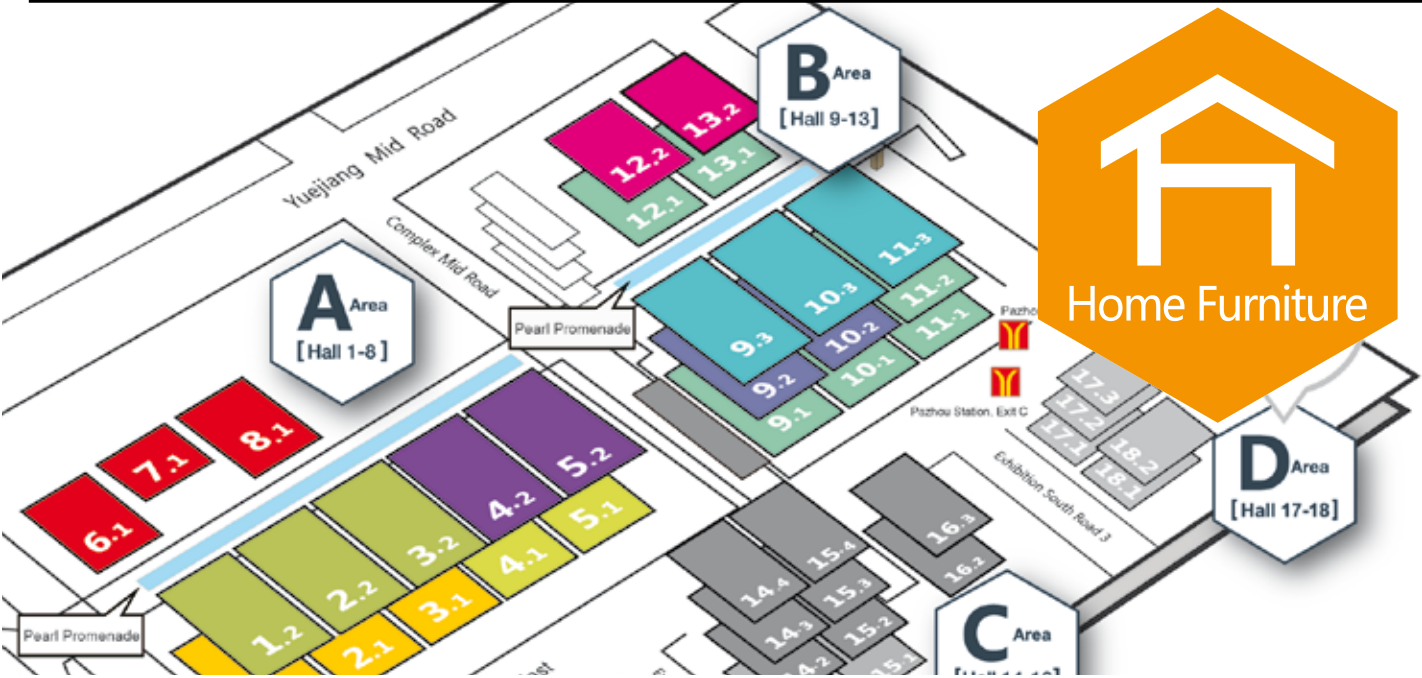 B Area
[Hall 9-13]
13.2
12.2
13.1
12.1
Yuejiang Mid Road
Complex Mid Road
A Area
[Hall 1-8]
Pearl Promenade
11.3
10.3
9.3
11.2
10.2
9.2
11.1
10.1
9.1
Home Furniture
Pazhou Station. Exit C
17.3
17.2
17.1
18.2
18.1
D Area
[Hall 17-18]
Exhibition South Road 3
8.1
7.1
6.1
5.2
4.2
3.2
2.2
1.2
5.1
4.1
3.1
2.1
Pearl Promenade
16.3
16.2
15.4
14.4
15.3
14.3
15.2
15.1
C Area